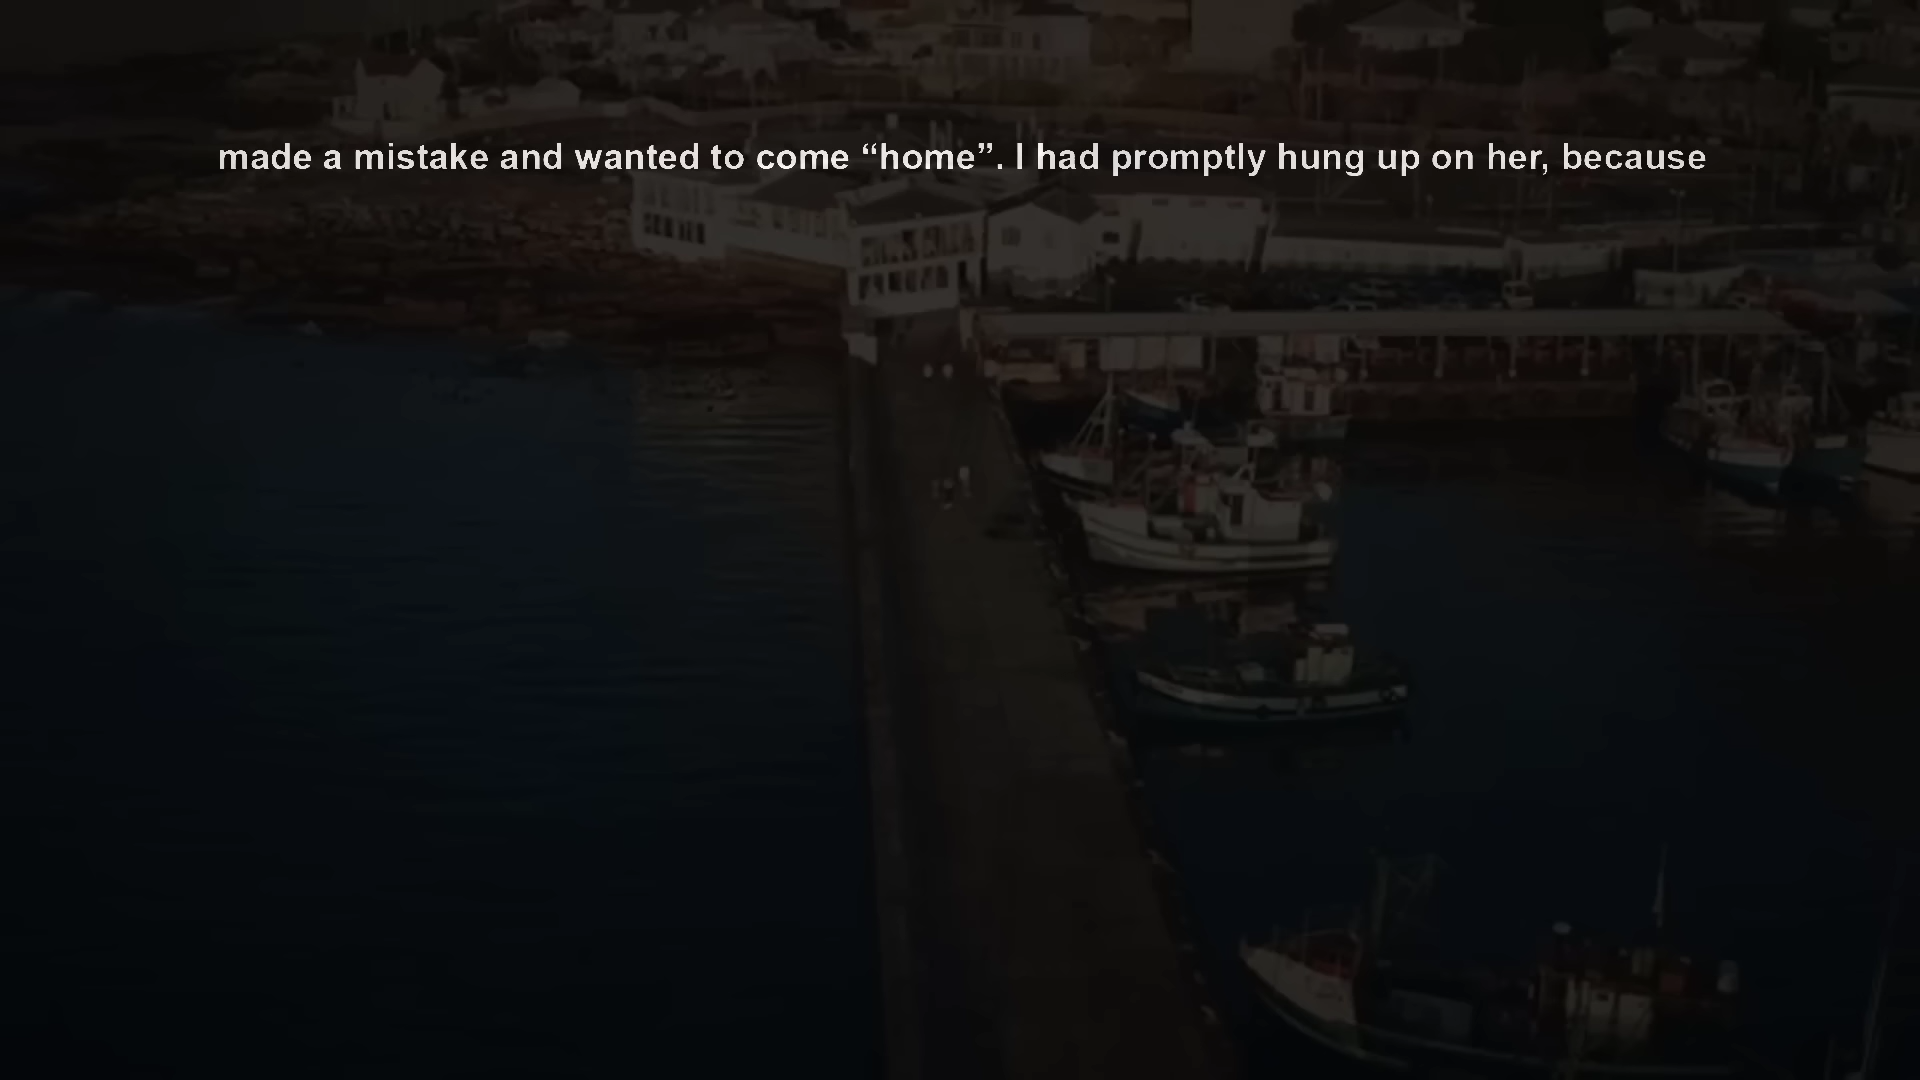 made a mistake and wanted to come “home”. I had promptly hung up on her, because